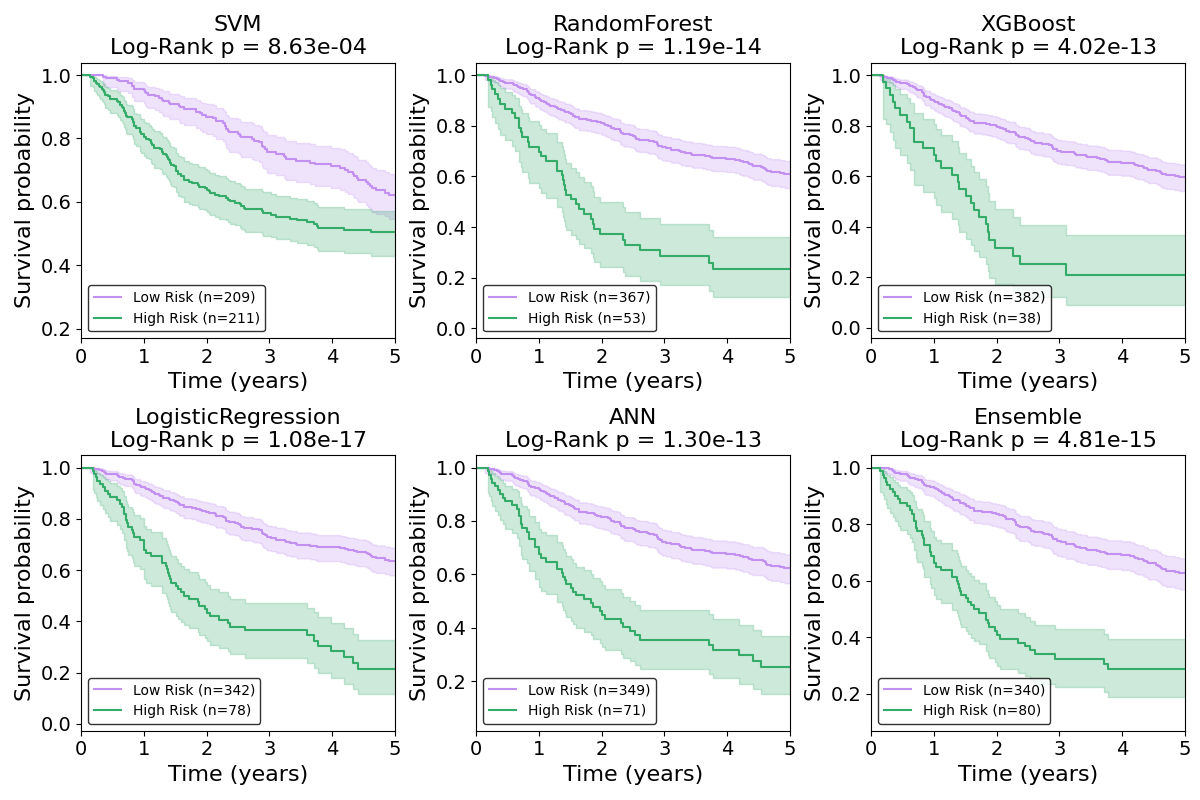 SVM
Log-Rank p = 8.63e-04
Survival probability
1.0
0.8
0.6
0.4
0.2
Low Risk (n=209)
High Risk (n=211)
0 1 2 3 4 5
Time (years)
RandomForest
Log-Rank p = 1.19e-14
Survival probability
1.0
0.8
0.6
0.4
0.2
0.0
Low Risk (n=367)
High Risk (n=53)
0 1 2 3 4 5
Time (years)
XGBoost
Log-Rank p = 4.02e-13
Survival probability
1.0
0.8
0.6
0.4
0.2
0.0
Low Risk (n=382)
High Risk (n=38)
0 1 2 3 4 5
Time (years)
LogisticRegression
Log-Rank p = 1.08e-17
Survival probability
1.0
0.8
0.6
0.4
0.2
0.0
Low Risk (n=342)
High Risk (n=78)
0 1 2 3 4 5
Time (years)
ANN
Log-Rank p = 1.30e-13
Survival probability
1.0
0.8
0.6
0.4
0.2
Low Risk (n=349)
High Risk (n=71)
0 1 2 3 4 5
Time (years)
Ensemble
Log-Rank p = 4.81e-15
Survival probability
1.0
0.8
0.6
0.4
0.2
Low Risk (n=340)
High Risk (n=80)
0 1 2 3 4 5
Time (years)